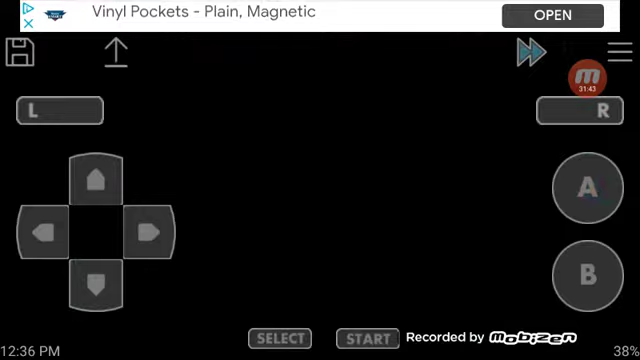 Vinyl Pockets - Plain, Magnetic
OPEN
31:43
L
R
A
B
SELECT
START
Recorded by MOBIZEN
12:36 PM
38%